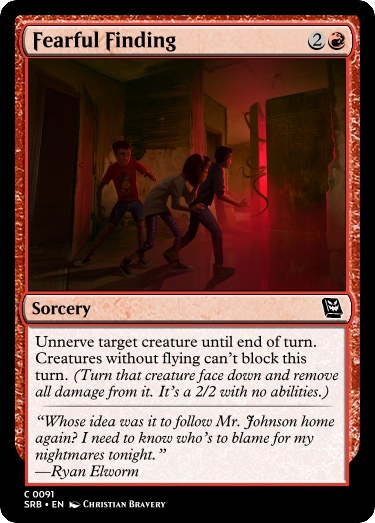 Fearful Finding 2
Sorcery
Unnerve target creature until end of turn.
Creatures without flying can't block this
turn. (Turn that creature face down and remove
all damage from it. It's a 2/2 with no abilities.)
“Whose idea was it to follow Mr. Johnson home
again? I need to know who's to blame for my
nightmares tonight.”
—Ryan Elworm
C 0091
SRB • EN Christian Bravery